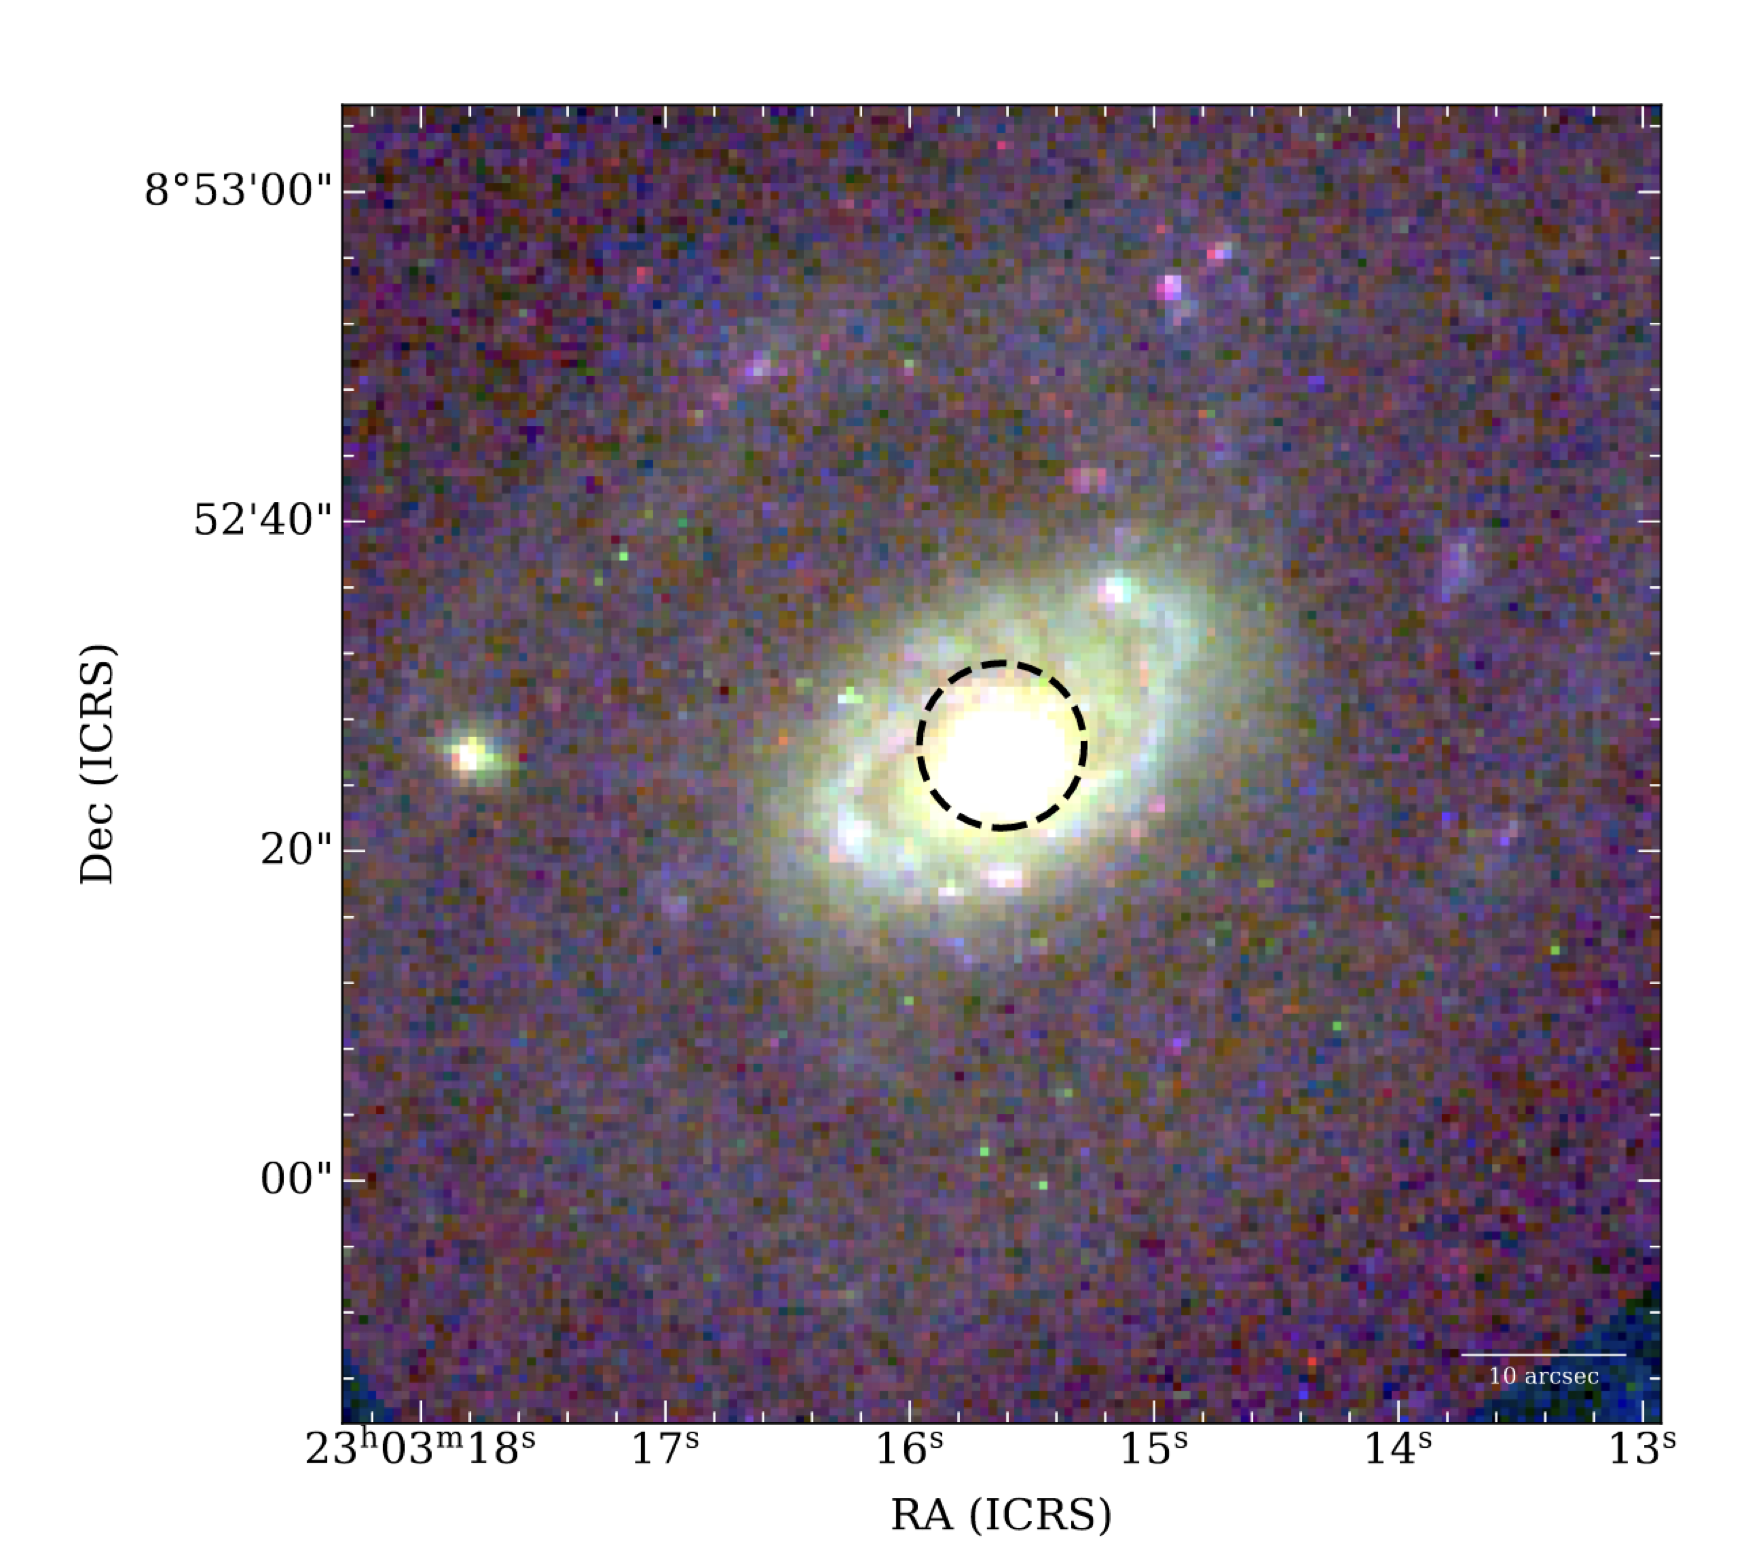 8°53'00"
52'40"
20"
00"
Dec (ICRS)
10 arcsec
23ʰ03ᵐ18ˢ 17ˢ 16ˢ 15ˢ 14ˢ 13ˢ
RA (ICRS)